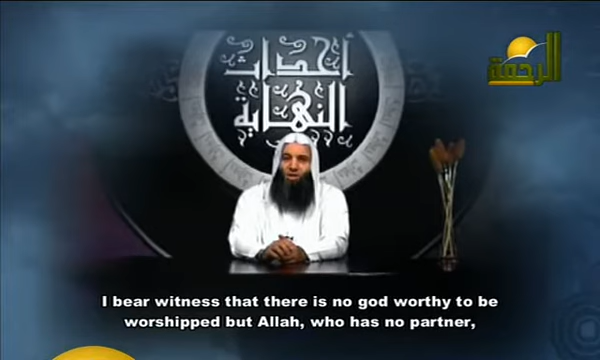 أحداث
النهاية
الرحمة
I bear witness that there is no god worthy to be
worshipped but Allah, who has no partner,